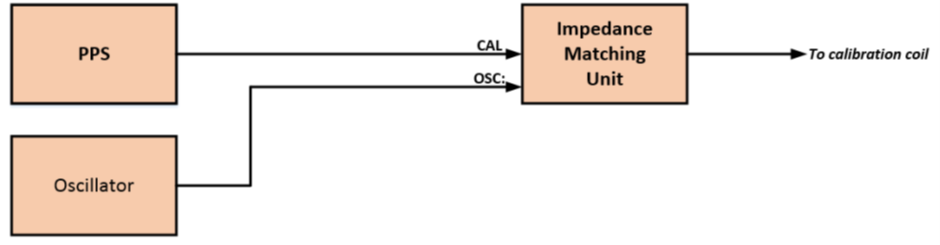 PPS
CAL
Impedance
Matching
Unit
To calibration coil
OSC:
Oscillator